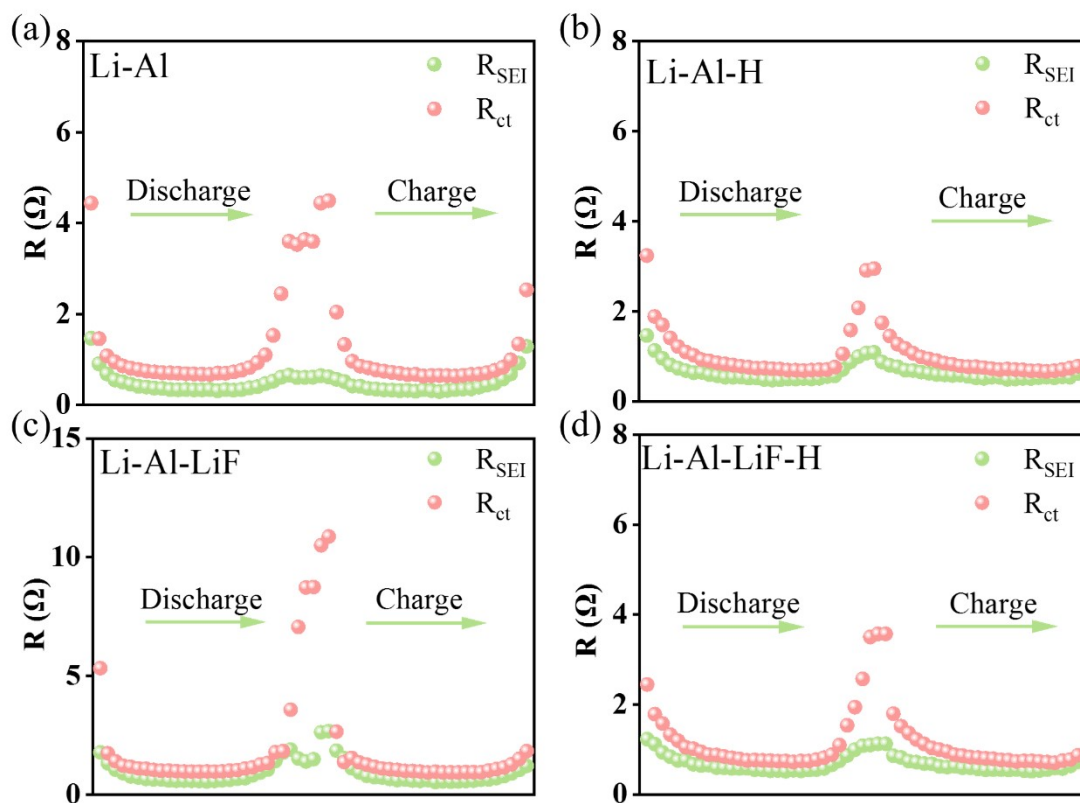 (a)
8
6
4
2
0
R (Ω)
Li-Al
R_SEI
R_ct
Discharge
Charge
(b)
8
6
4
2
0
R (Ω)
Li-Al-H
R_SEI
R_ct
Discharge
Charge
(c)
15
10
5
0
R (Ω)
Li-Al-LiF
R_SEI
R_ct
Discharge
Charge
(d)
8
6
4
2
0
R (Ω)
Li-Al-LiF-H
R_SEI
R_ct
Discharge
Charge